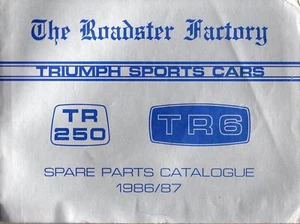 The Roadster Factory
TRIUMPH SPORTS CARS
TR
250
TR6
SPARE PARTS CATALOGUE
1986/87